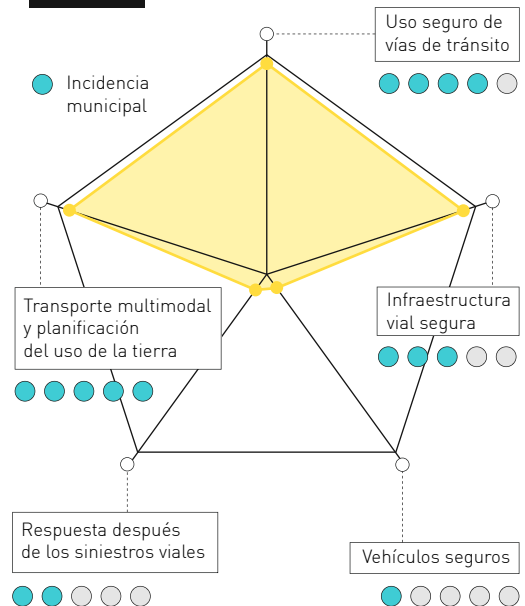 Uso seguro de
vías de tránsito
Incidencia
municipal
Transporte multimodal
y planificación
del uso de la tierra
Infraestructura
vial segura
Respuesta después
de los siniestros viales
Vehículos seguros